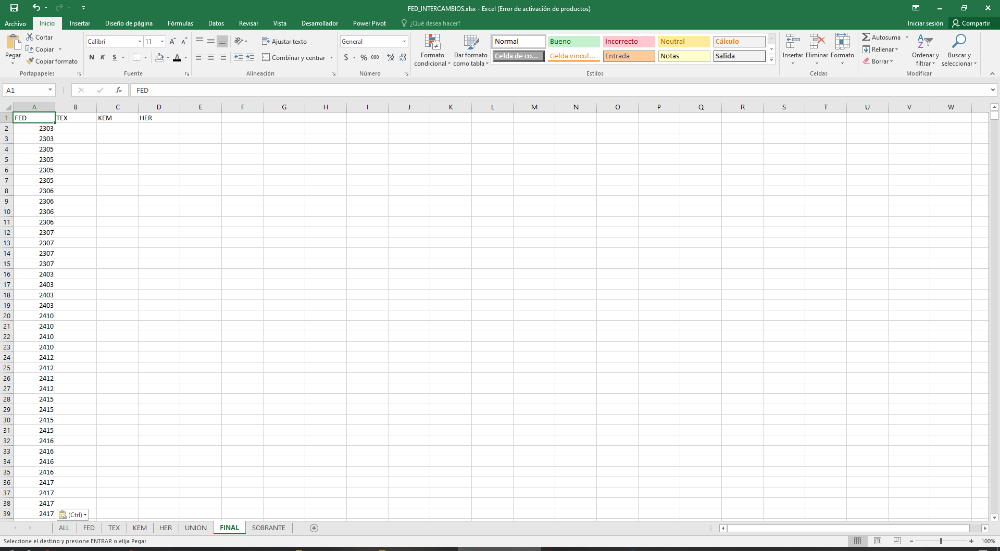 FED_INTERCAMBIOS.xlsx - Excel (Error de activación de productos)
Archivo Inicio Insertar Diseño de página Fórmulas Datos Revisar Vista Desarrollador Power Pivot ¿Qué desea hacer? Iniciar sesión Compartir
Pegar
Cortar
Copiar
Copiar formato
Portapapeles
Calibri 11
N K S A
Fuente
Ajustar texto
Combinar y centrar
Alineación
General
$ % 000
Número
Formato condicional
Dar formato como tabla
Normal Bueno Incorrecto Neutral Cálculo
Celda de co... Celda vincul... Entrada Notas Salida
Estilos
Insertar Eliminar Formato
Celdas
Autosuma
Rellenar
Borrar
Ordenar y filtrar
Buscar y seleccionar
Modificar
A1 fx FED
A B C D E F G H I J K L M N O P Q R S T U V W
1 FED TEX KEM HER
2 2303
3 2303
4 2305
5 2305
6 2305
7 2305
8 2306
9 2306
10 2306
11 2306
12 2307
13 2307
14 2307
15 2307
16 2403
17 2403
18 2403
19 2403
20 2410
21 2410
22 2410
23 2410
24 2412
25 2412
26 2412
27 2412
28 2415
29 2415
30 2415
31 2415
32 2416
33 2416
34 2416
35 2416
36 2417
37 2417
38 2417
39 2417 (Ctrl)
ALL FED TEX KEM HER UNION FINAL SOBRANTE
Seleccione el destino y presione ENTRAR o elija Pegar 100%